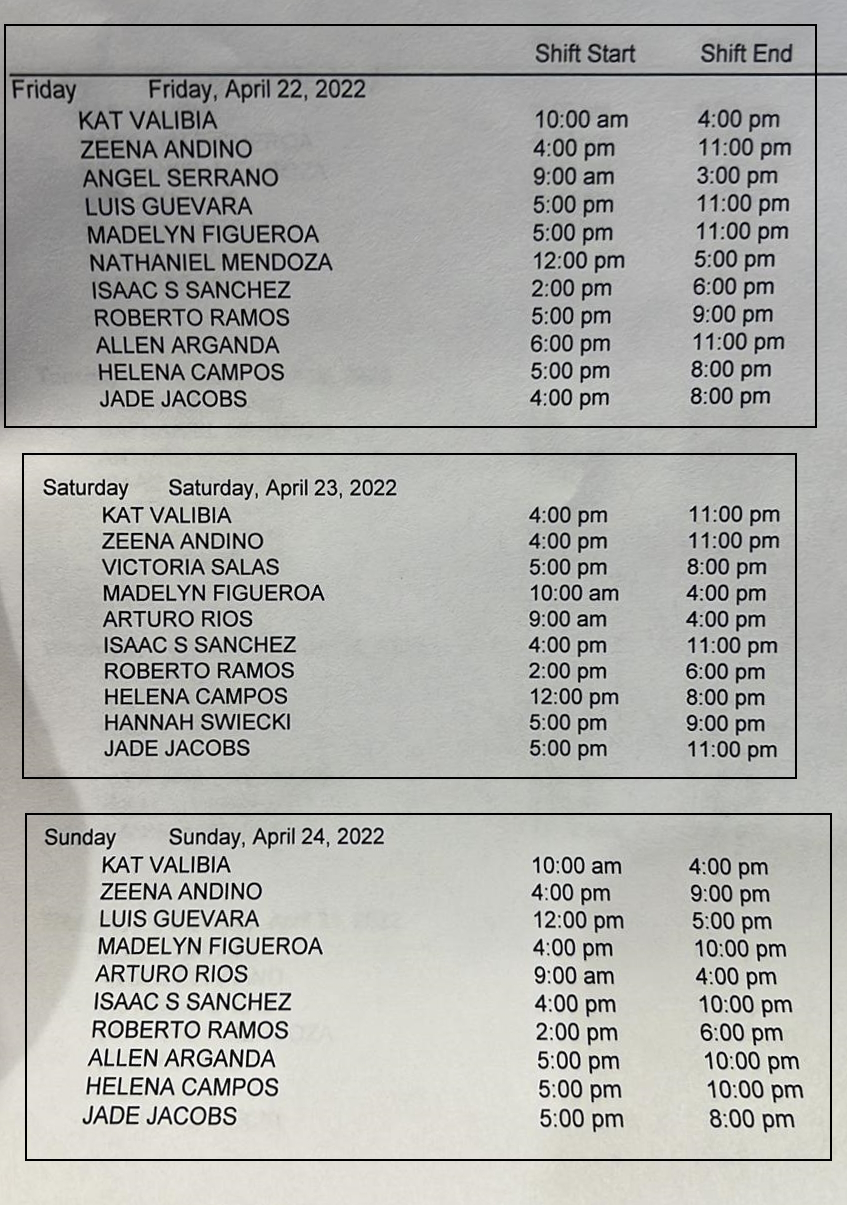 Shift Start Shift End
Friday Friday, April 22, 2022
KAT VALIBIA 10:00 am 4:00 pm
ZEENA ANDINO 4:00 pm 11:00 pm
ANGEL SERRANO 9:00 am 3:00 pm
LUIS GUEVARA 5:00 pm 11:00 pm
MADELYN FIGUEROA 5:00 pm 11:00 pm
NATHANIEL MENDOZA 12:00 pm 5:00 pm
ISAAC S SANCHEZ 2:00 pm 6:00 pm
ROBERTO RAMOS 5:00 pm 9:00 pm
ALLEN ARGANDA 6:00 pm 11:00 pm
HELENA CAMPOS 5:00 pm 8:00 pm
JADE JACOBS 4:00 pm 8:00 pm
Saturday Saturday, April 23, 2022
KAT VALIBIA 4:00 pm 11:00 pm
ZEENA ANDINO 4:00 pm 11:00 pm
VICTORIA SALAS 5:00 pm 8:00 pm
MADELYN FIGUEROA 10:00 am 4:00 pm
ARTURO RIOS 9:00 am 4:00 pm
ISAAC S SANCHEZ 4:00 pm 11:00 pm
ROBERTO RAMOS 2:00 pm 6:00 pm
HELENA CAMPOS 12:00 pm 8:00 pm
HANNAH SWIECKI 5:00 pm 9:00 pm
JADE JACOBS 5:00 pm 11:00 pm
Sunday Sunday, April 24, 2022
KAT VALIBIA 10:00 am 4:00 pm
ZEENA ANDINO 4:00 pm 9:00 pm
LUIS GUEVARA 12:00 pm 5:00 pm
MADELYN FIGUEROA 4:00 pm 10:00 pm
ARTURO RIOS 9:00 am 4:00 pm
ISAAC S SANCHEZ 4:00 pm 10:00 pm
ROBERTO RAMOS 2:00 pm 6:00 pm
ALLEN ARGANDA 5:00 pm 10:00 pm
HELENA CAMPOS 5:00 pm 10:00 pm
JADE JACOBS 5:00 pm 8:00 pm